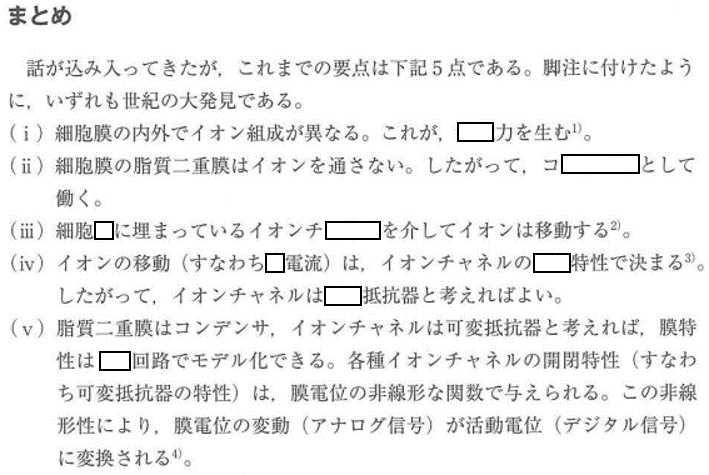 まとめ
話が込み入ってきたが，これまでの要点は下記5点である。脚注に付けたよう
に，いずれも世紀の大発見である。
(ⅰ) 細胞膜の内外でイオン組成が異なる。これが，力を生む1)。
(ⅱ) 細胞膜の脂質二重膜はイオンを通さない。したがって，コとして
働く。
(ⅲ) 細胞に埋まっているイオンチを介してイオンは移動する2)。
(ⅳ) イオンの移動（すなわち電流）は，イオンチャネルの特性で決まる3)。
したがって，イオンチャネルは抵抗器と考えればよい。
(ⅴ) 脂質二重膜はコンデンサ，イオンチャネルは可変抵抗器と考えれば，膜特
性は回路でモデル化できる。各種イオンチャネルの開閉特性（すなわ
ち可変抵抗器の特性）は，膜電位の非線形な関数で与えられる。この非線
形性により，膜電位の変動（アナログ信号）が活動電位（デジタル信号）
に変換される4)。